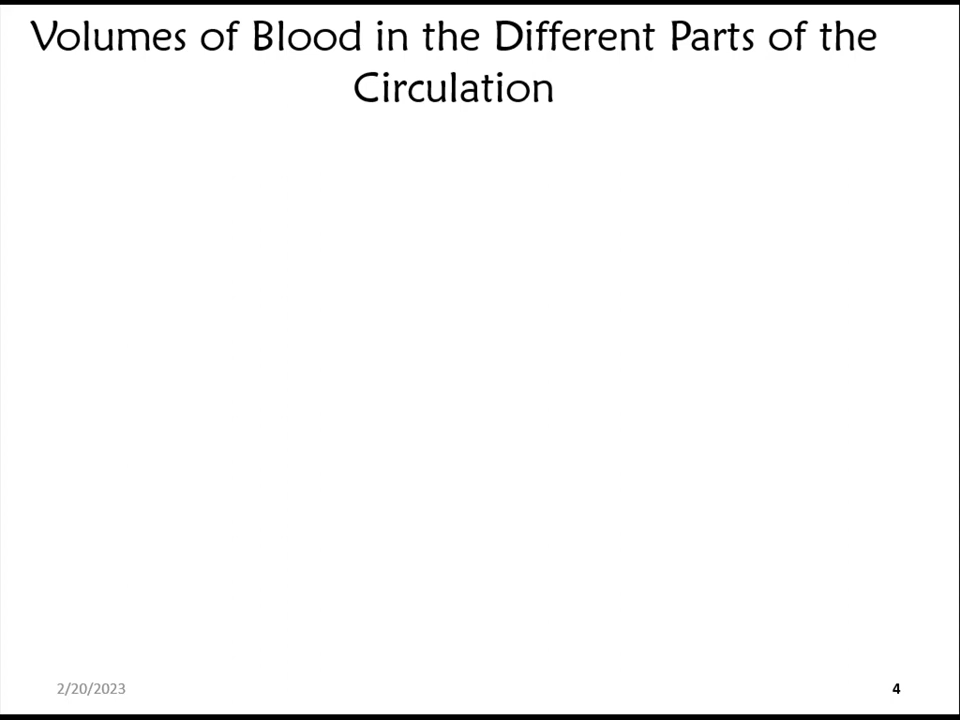 Volumes of Blood in the Different Parts of the
Circulation
2/20/2023
4